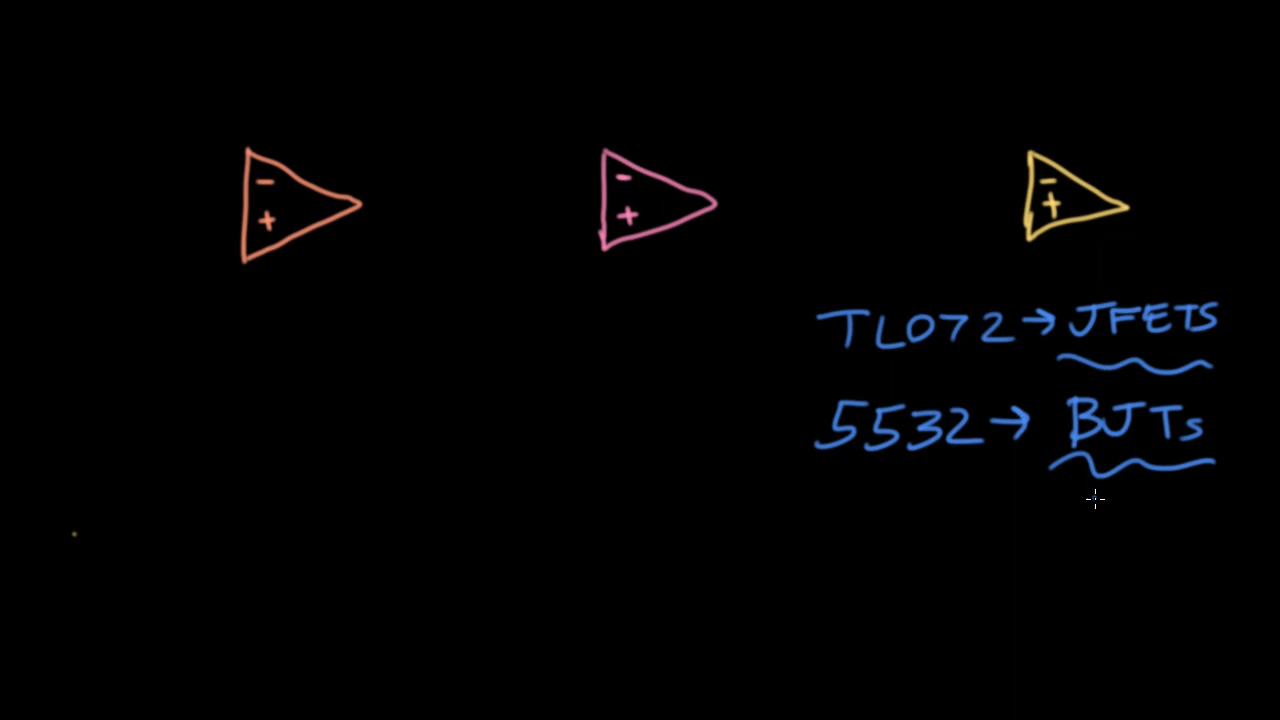 - - -
+ + +
TL072 → JFETS
5532 → BJTs